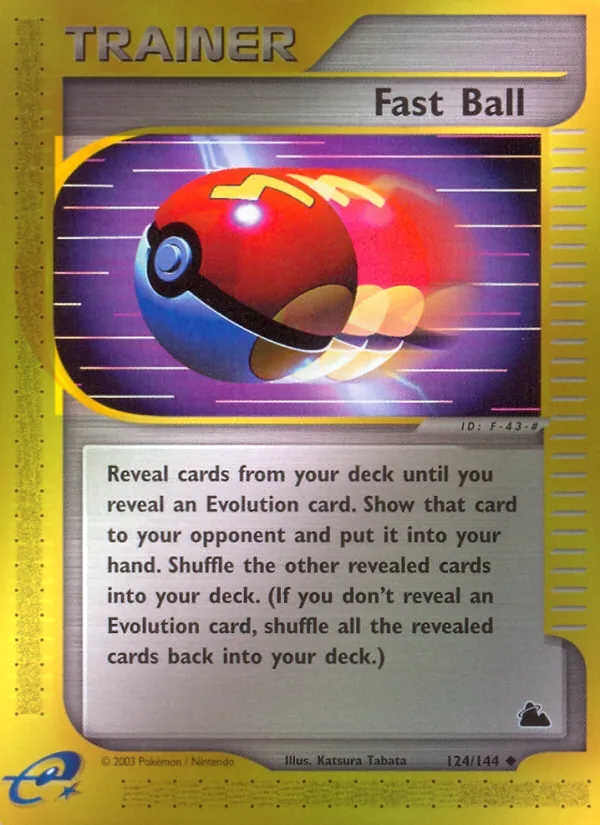 TRAINER
Fast Ball
ID: F-43-#
Reveal cards from your deck until you
reveal an Evolution card. Show that card
to your opponent and put it into your
hand. Shuffle the other revealed cards
into your deck. (If you don't reveal an
Evolution card, shuffle all the revealed
cards back into your deck.)
© 2003 Pokémon / Nintendo
Illus. Katsura Tabata
124/144 ◆
e